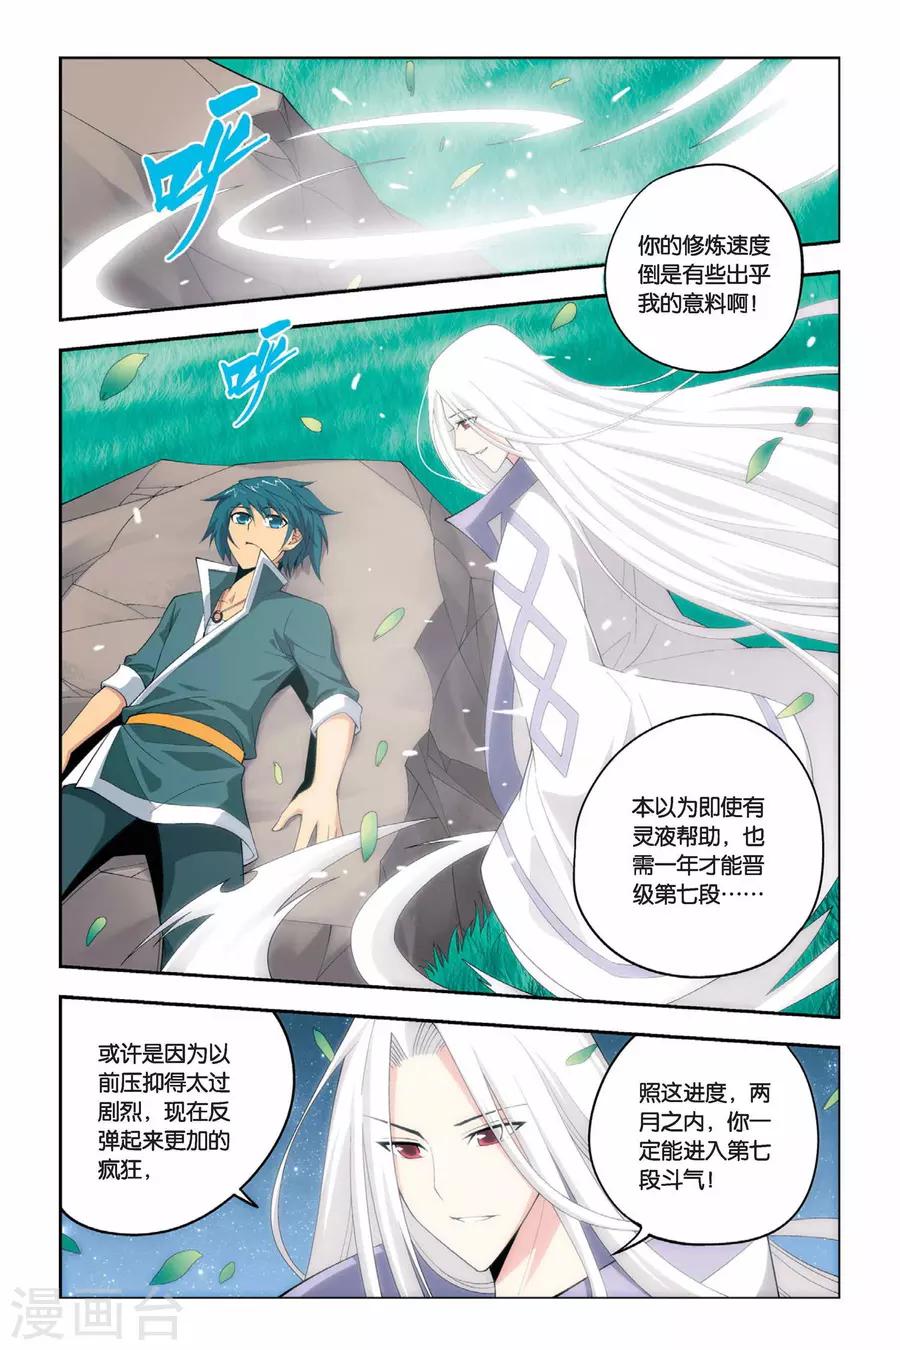 呼
你的修炼速度
倒是有些出乎
我的意料啊！
呼
本以为即使有
灵液帮助，也
需一年才能晋
级第七段……
或许是因为以
前压抑得太过
剧烈，现在反
弹起来更加的
疯狂，
照这进度，两
月之内，你一
定能进入第七
段斗气！
漫画台